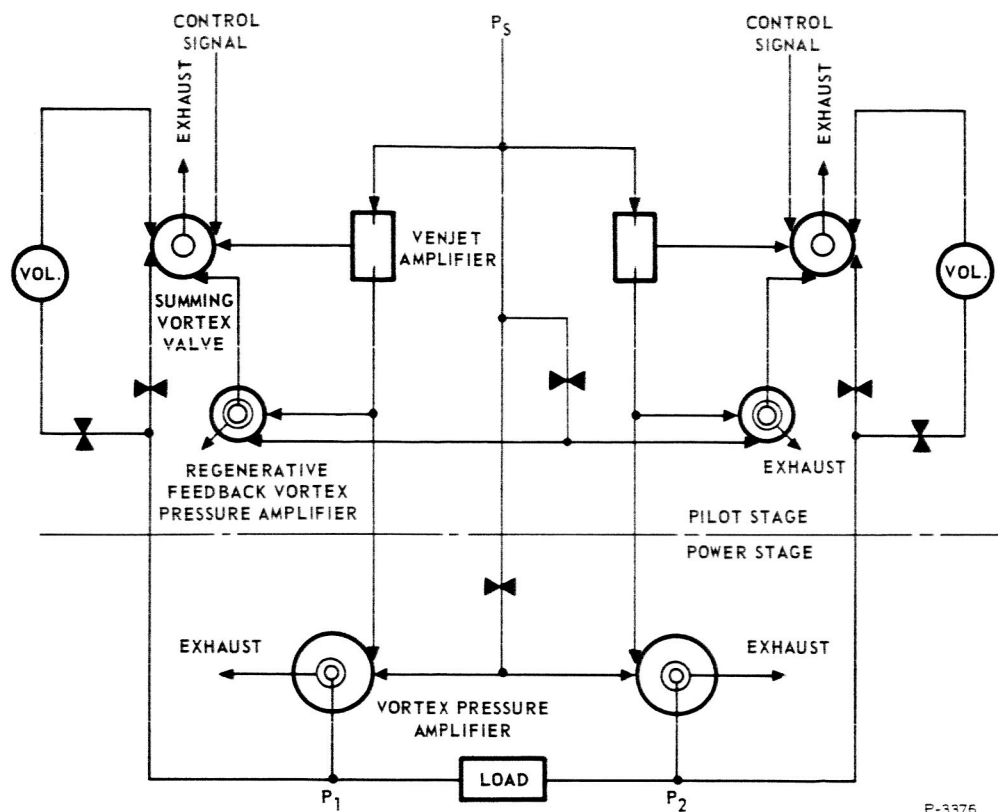 CONTROL
SIGNAL
P_S
CONTROL
SIGNAL
EXHAUST
EXHAUST
VENJET
AMPLIFIER
VOL.
VOL.
SUMMING
VORTEX
VALVE
REGENERATIVE
FEEDBACK VORTEX
PRESSURE AMPLIFIER
EXHAUST
PILOT STAGE
POWER STAGE
EXHAUST
EXHAUST
VORTEX PRESSURE
AMPLIFIER
LOAD
P_1
P_2
P-3376